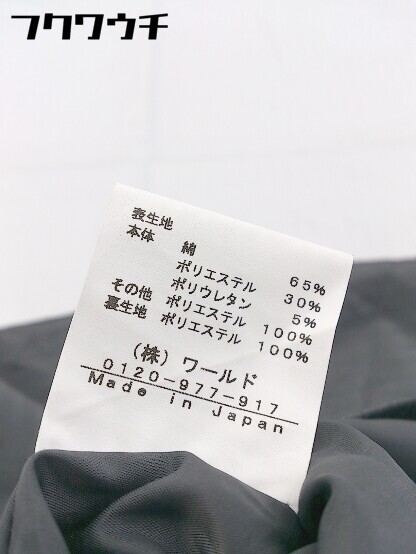 フクワウチ
表生地
本体 綿 65%
ポリエステル 30%
ポリウレタン 5%
その他 ポリエステル 100%
裏生地 ポリエステル 100%
(株) ワールド
0120-977-917
Made in Japan